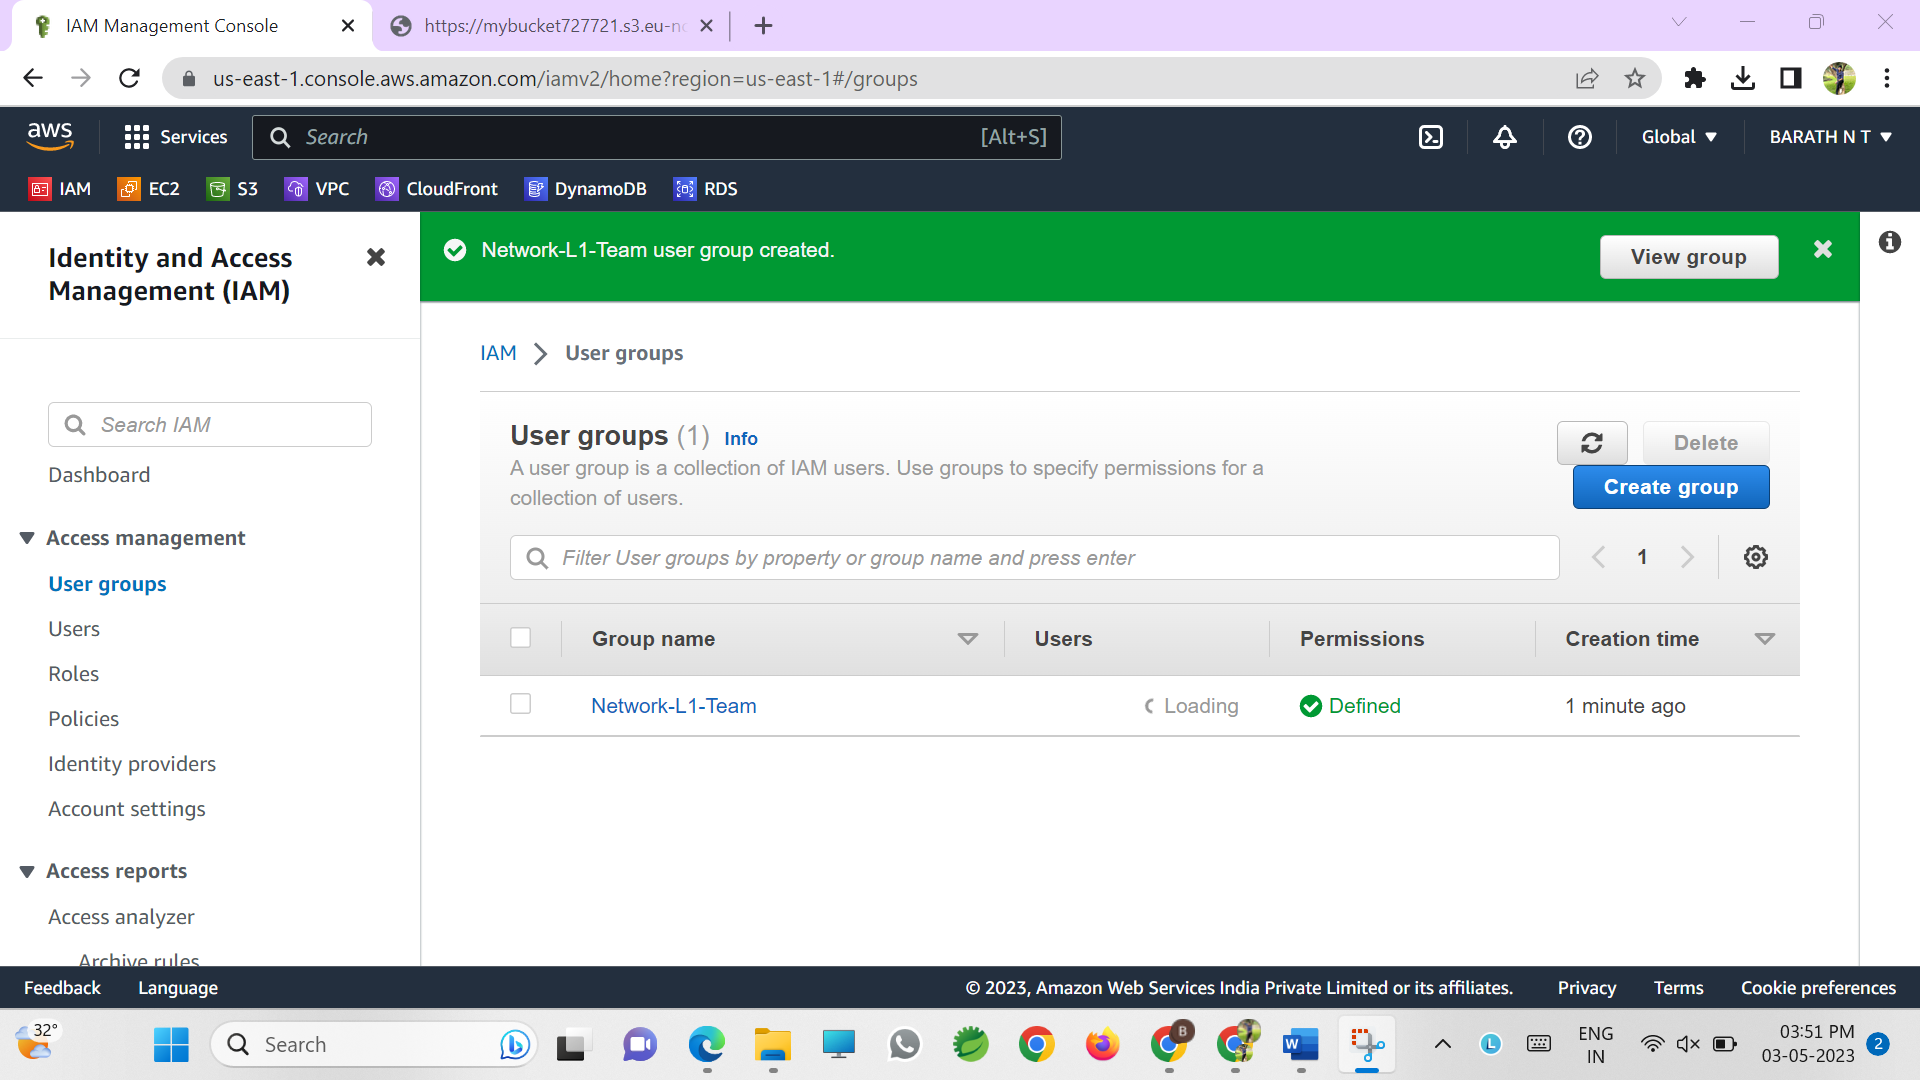 IAM Management Console
https://mybucket727721.s3.eu-no
us-east-1.console.aws.amazon.com/iamv2/home?region=us-east-1#/groups
aws
Services
Search
[Alt+S]
Global
BARATH N T
IAM
EC2
S3
VPC
CloudFront
DynamoDB
RDS
Identity and Access
Management (IAM)
Network-L1-Team user group created.
View group
IAM
User groups
Search IAM
Dashboard
Access management
User groups
Users
Roles
Policies
Identity providers
Account settings
Access reports
Access analyzer
Archive rules
User groups (1) Info
A user group is a collection of IAM users. Use groups to specify permissions for a
collection of users.
Delete
Create group
Filter User groups by property or group name and press enter
1
Group name
Users
Permissions
Creation time
Network-L1-Team
Loading
Defined
1 minute ago
Feedback
Language
© 2023, Amazon Web Services India Private Limited or its affiliates.
Privacy
Terms
Cookie preferences
32°
Search
B
W
L
ENG
IN
03:51 PM
03-05-2023
2